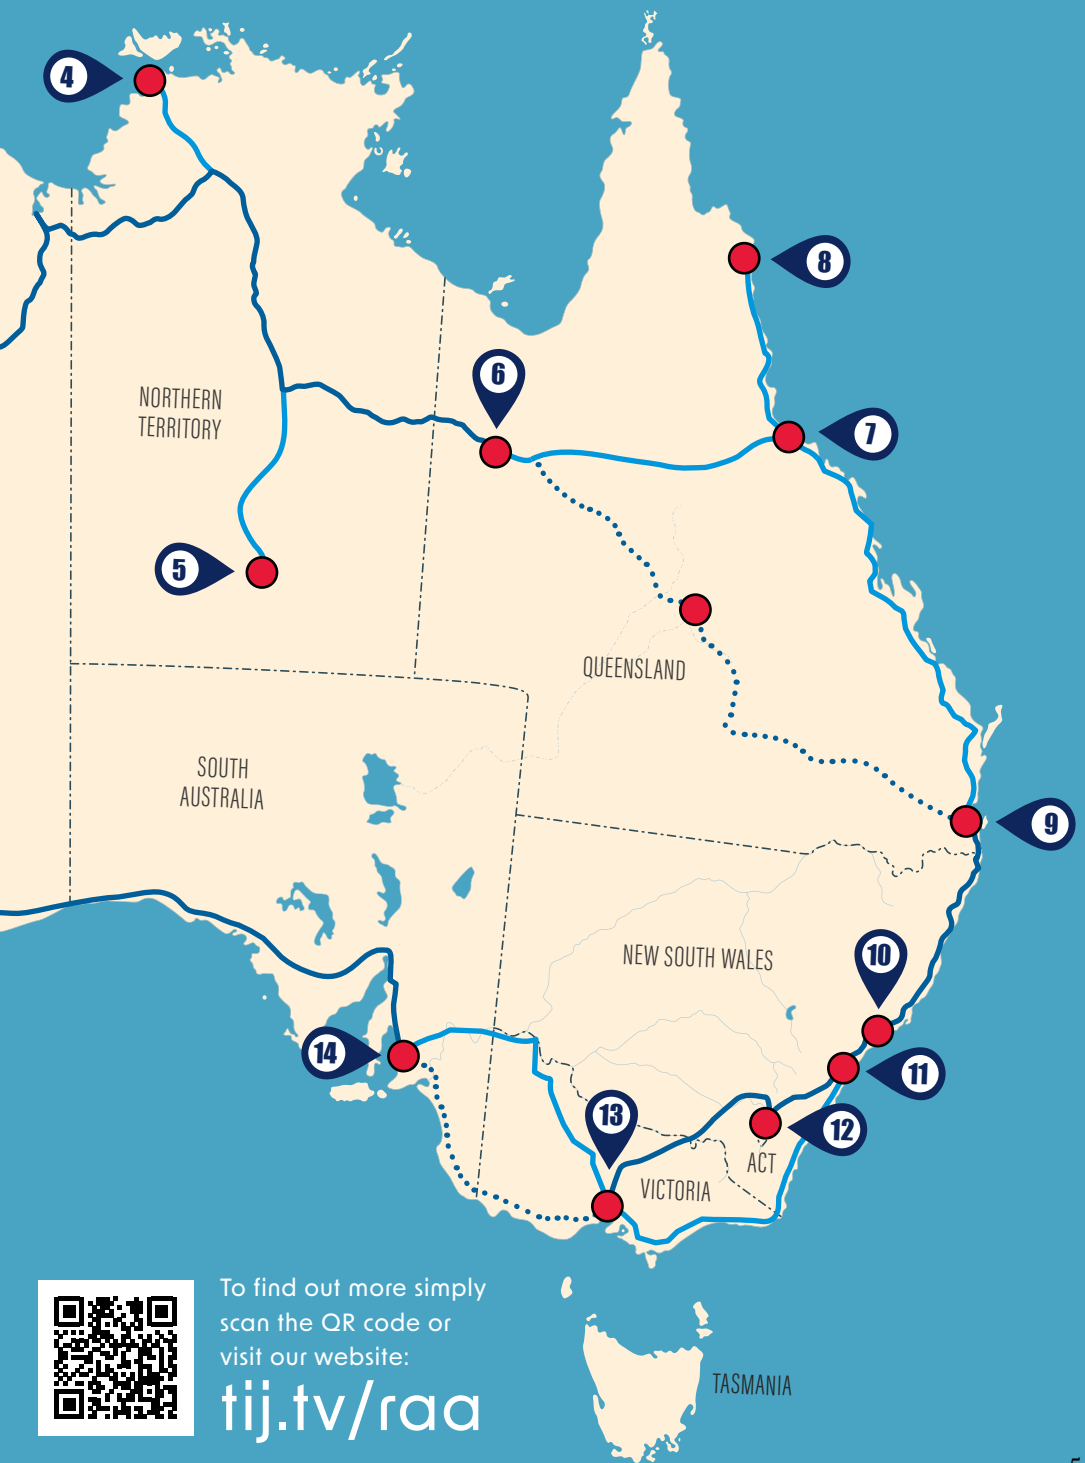 4
8
6
NORTHERN
TERRITORY
7
5
QUEENSLAND
SOUTH
AUSTRALIA
9
NEW SOUTH WALES
10
14
11
13
12
ACT
VICTORIA
To find out more simply
scan the QR code or
visit our website:
tij.tv/raa
TASMANIA